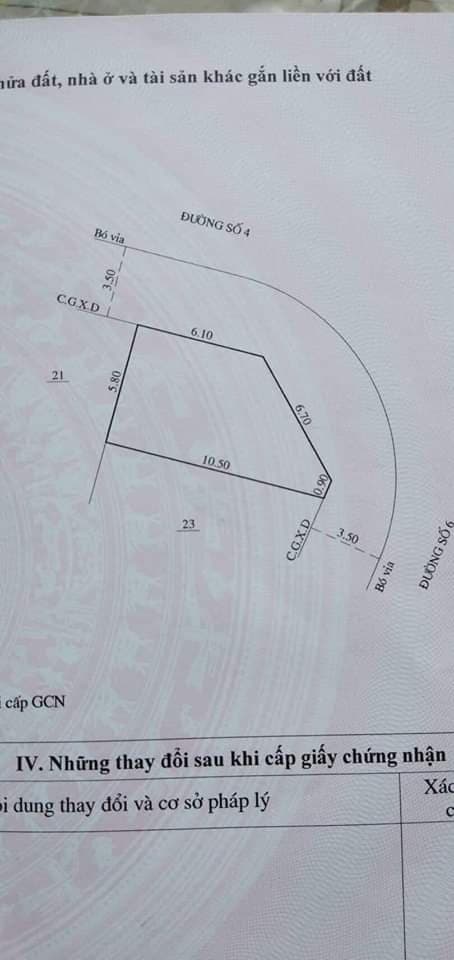 thửa đất, nhà ở và tài sản khác gắn liền với đất
ĐƯỜNG SỐ 4
Bó vỉa
3.50
C.G.X.D
6.10
21
5.80
6.70
10.50
0.90
23
C.G.X.D
3.50
Bó vỉa
ĐƯỜNG SỐ 6
i cấp GCN
IV. Những thay đổi sau khi cấp giấy chứng nhận
ội dung thay đổi và cơ sở pháp lý
Xác
c